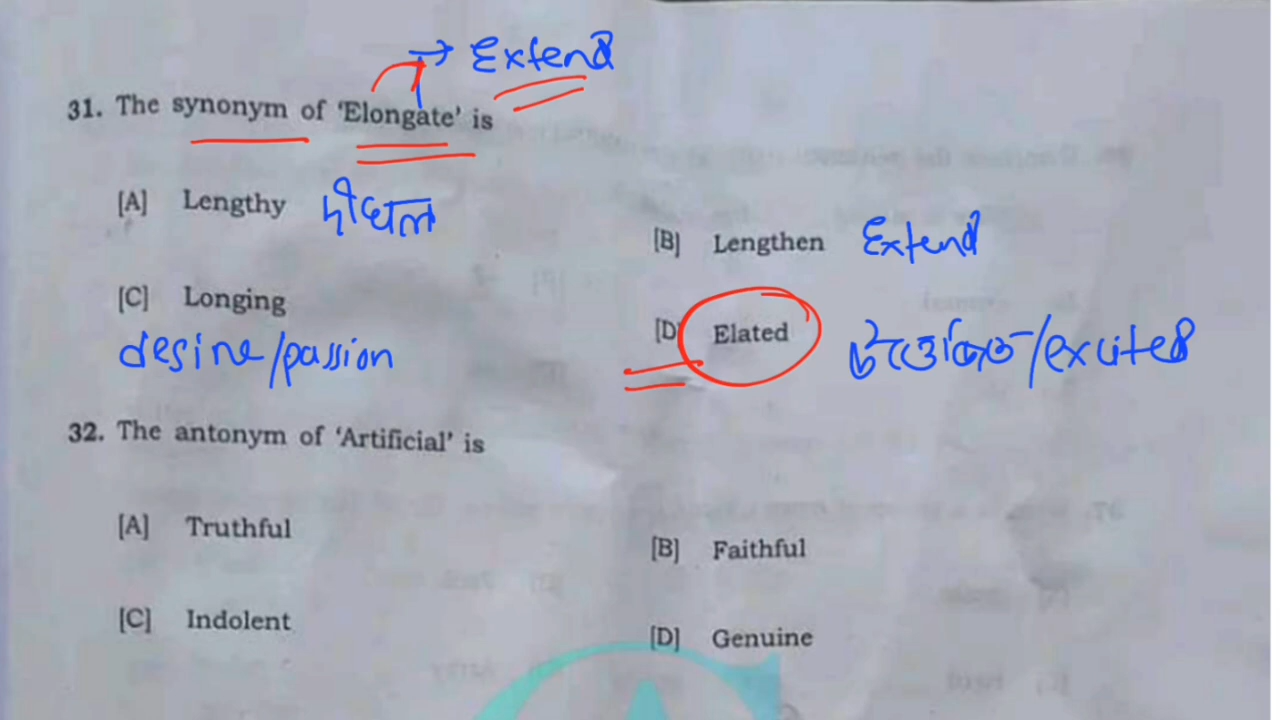 → Extend
31. The synonym of 'Elongate' is
[A] Lengthy
[B] Lengthen Extend
[C] Longing
[D] Elated /excited
desire/passion
32. The antonym of 'Artificial' is
[A] Truthful
[B] Faithful
[C] Indolent
[D] Genuine